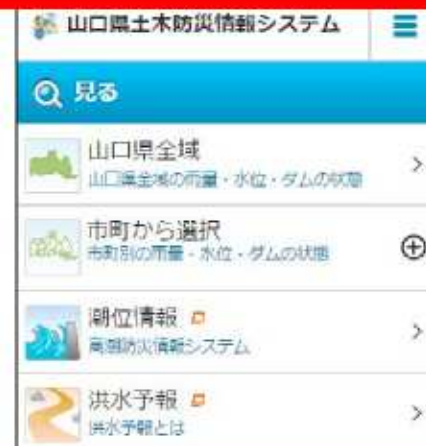 山口県土木防災情報システム
見る
山口県全域
山口県全域の雨量・水位・ダムの状態
市町から選択
市町別の雨量・水位・ダムの状態
潮位情報
高潮防災情報システム
洪水予報
洪水予報とは